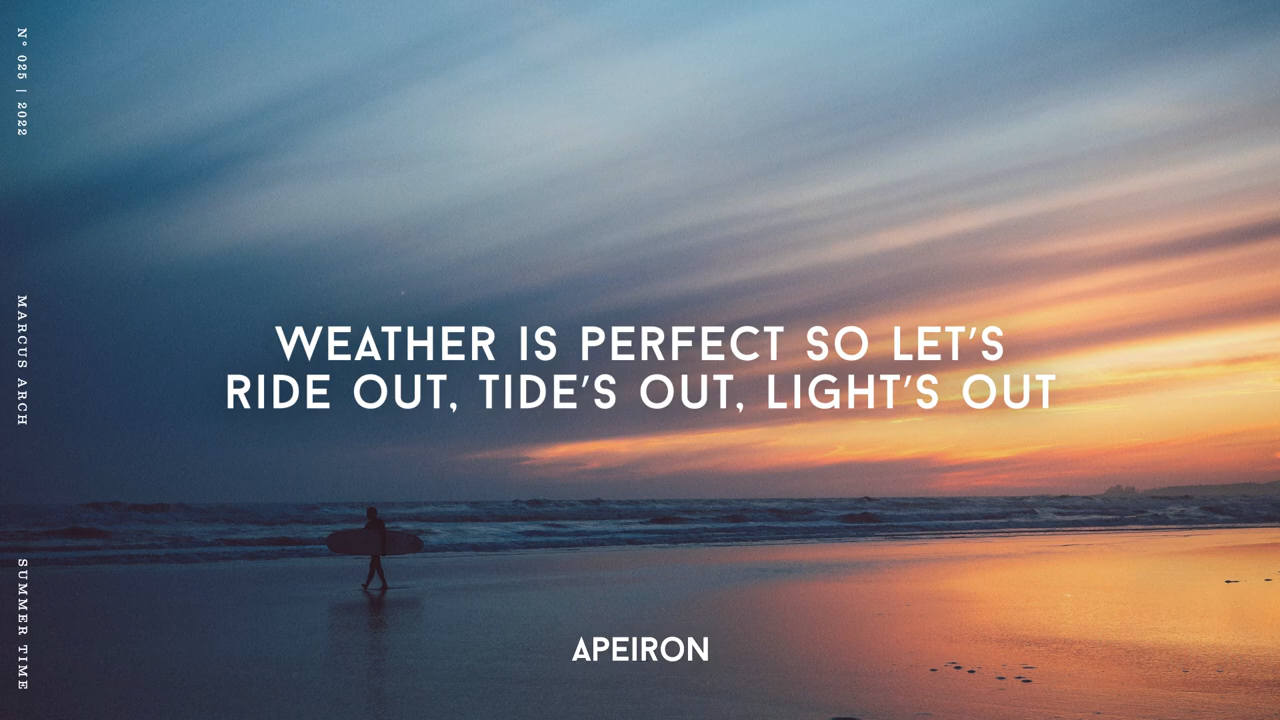 N° 025 | 2022
MARCUS ARCH
SUMMER TIME
WEATHER IS PERFECT SO LET'S
RIDE OUT, TIDE'S OUT, LIGHT'S OUT
APEIRON